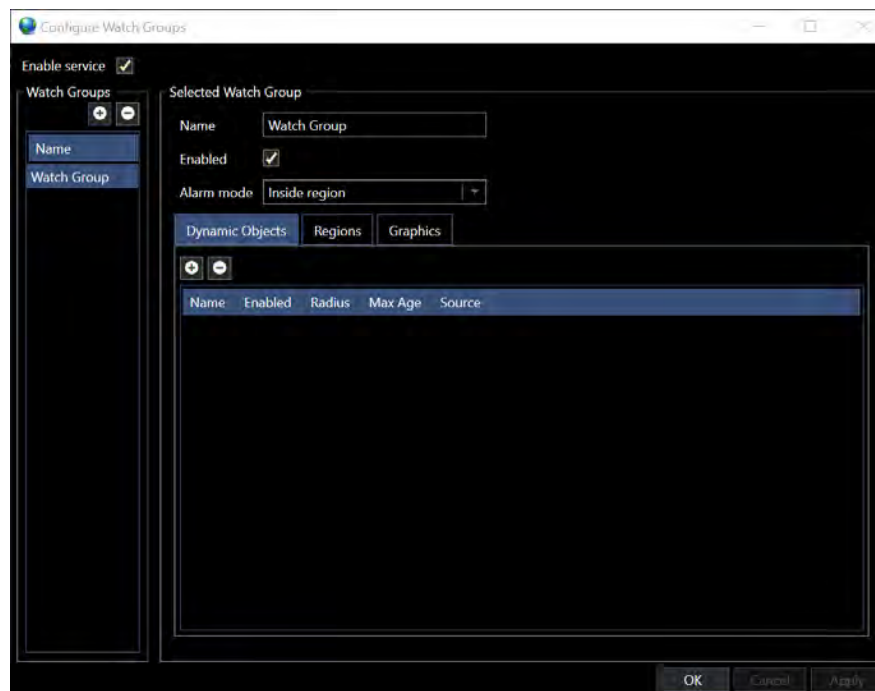 Configure Watch Groups
Enable service
Watch Groups
Name
Watch Group
Selected Watch Group
Name Watch Group
Enabled
Alarm mode Inside region
Dynamic Objects Regions Graphics
Name Enabled Radius Max Age Source
OK Cancel Apply